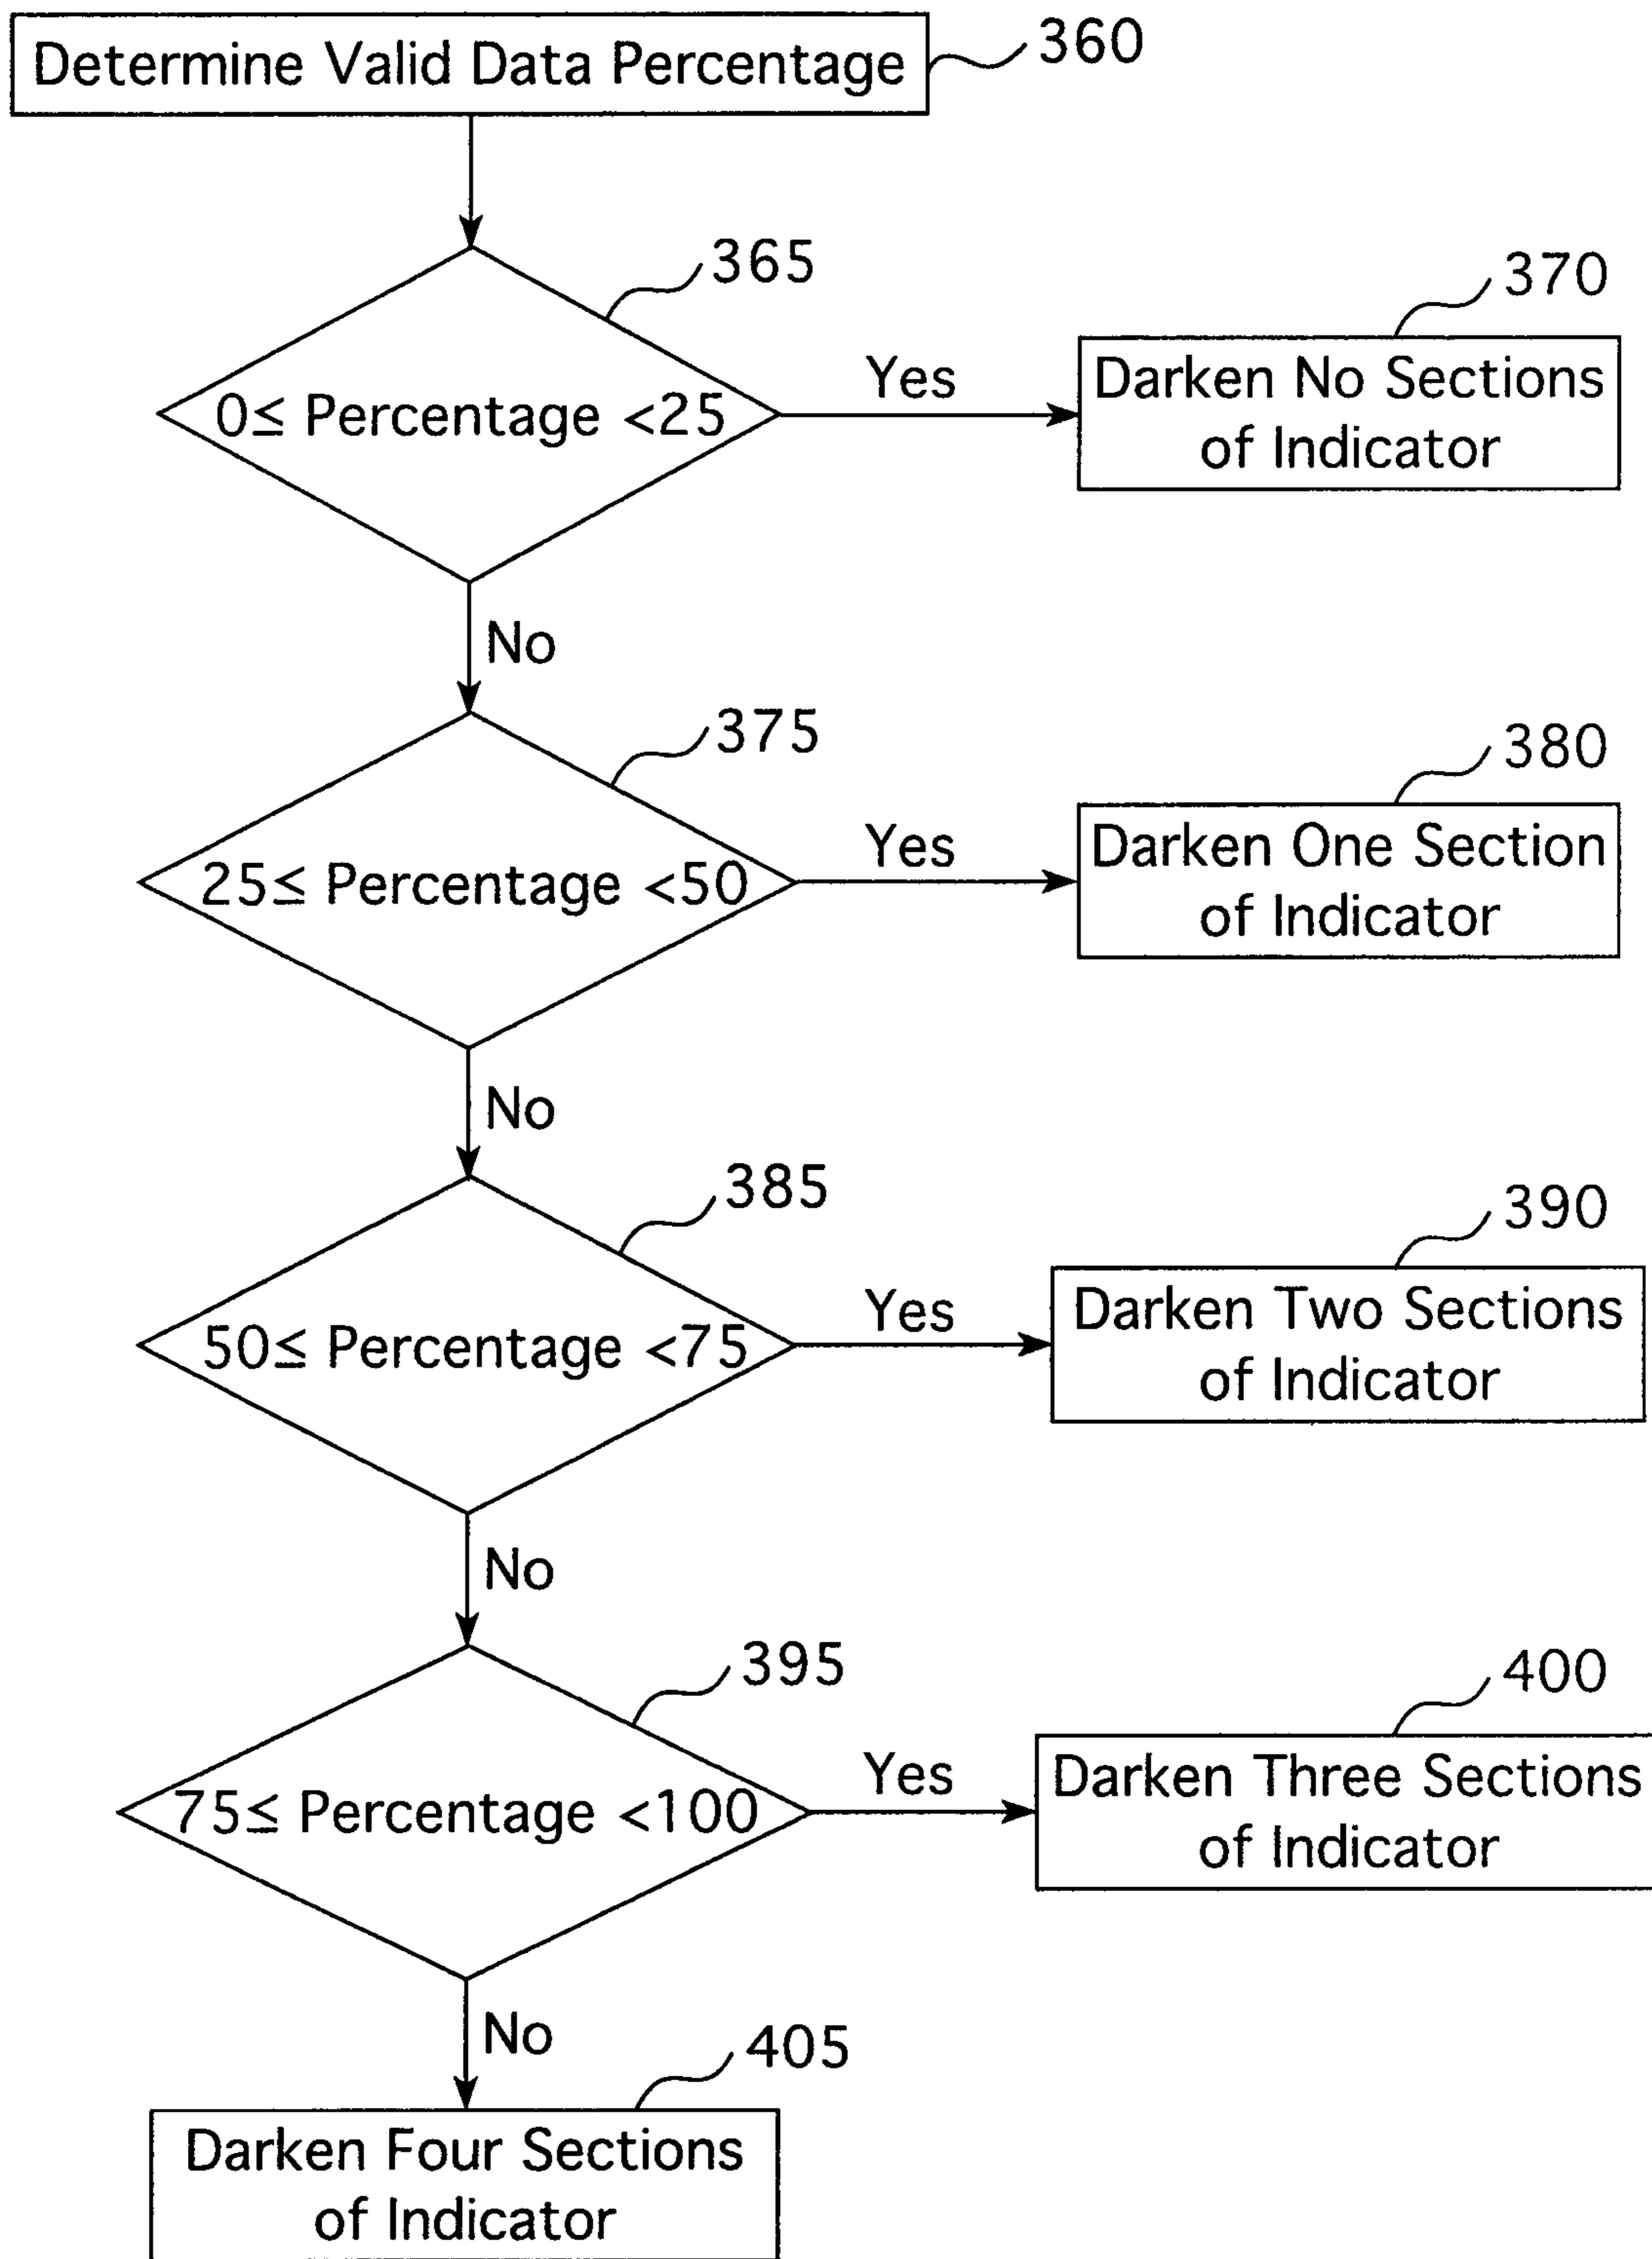 Determine Valid Data Percentage
360
365
0≤ Percentage <25
Yes
370
Darken No Sections
of Indicator
No
375
25≤ Percentage <50
Yes
380
Darken One Section
of Indicator
No
385
50≤ Percentage <75
Yes
390
Darken Two Sections
of Indicator
No
395
75≤ Percentage <100
Yes
400
Darken Three Sections
of Indicator
No
405
Darken Four Sections
of Indicator